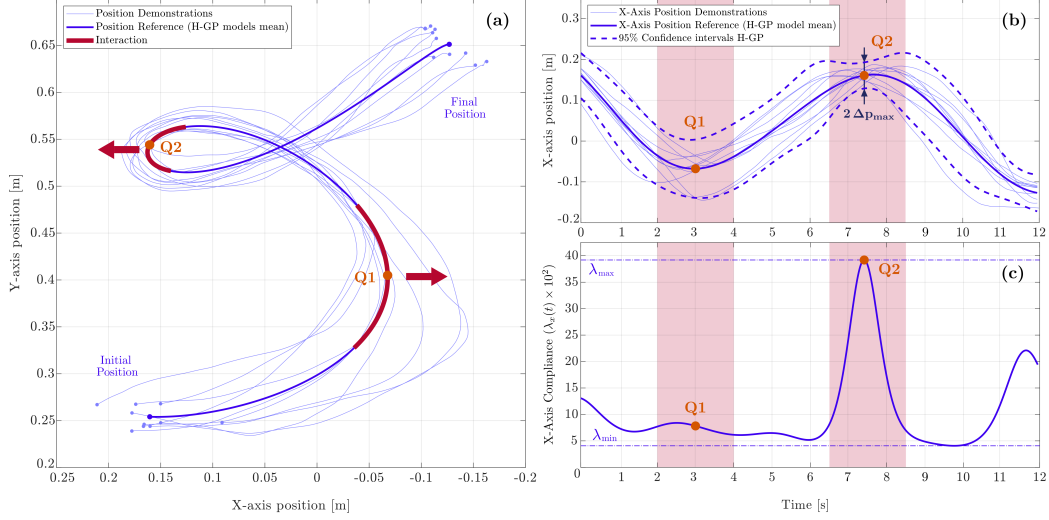 Position Demonstrations
Position Reference (H-GP models mean)
Interaction
(a)
Final
Position
Q2
Q1
Initial
Position
0.65
0.6
0.55
0.5
0.45
0.4
0.35
0.3
0.25
0.2
0.25 0.2 0.15 0.1 0.05 0 -0.05 -0.1 -0.15 -0.2
Y-axis position [m]
X-axis position [m]
X-Axis Position Demonstrations
X-Axis Position Reference (H-GP model mean)
95% Confidence intervals H-GP
(b)
Q2
Q1
2 Δp_max
0.3
0.2
0.1
0
-0.1
-0.2
0 1 2 3 4 5 6 7 8 9 10 11 12
X-axis position [m]
(c)
λ_max
Q2
Q1
λ_min
40
35
30
25
20
15
10
5
0
0 1 2 3 4 5 6 7 8 9 10 11 12
X-Axis Compliance (λ_x(t) × 10²)
Time [s]